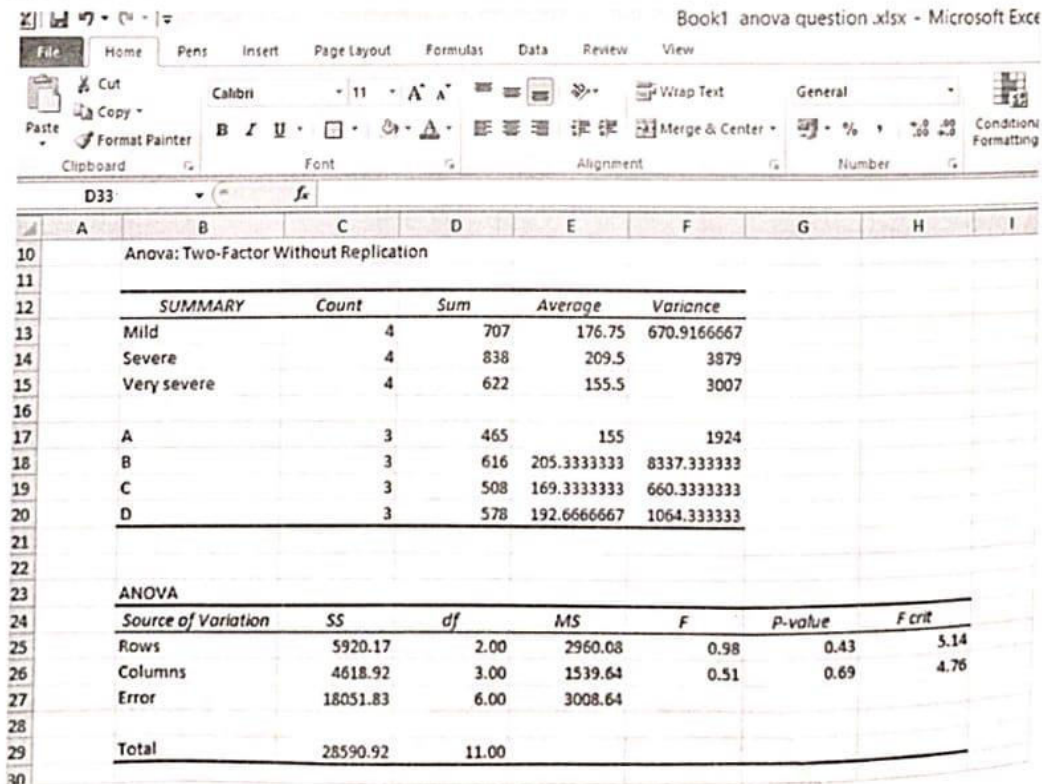 Book1 anova question .xlsx - Microsoft Exce
File Home Pens Insert Page Layout Formulas Data Review View
Cut
Copy
Format Painter
Paste
Calibri 11 A A
B I U A
Wrap Text
Merge & Center
General
% , .0 .00 .00 .0
Conditiona
Formatting
Clipboard Font Alignment Number
D33 fx
A B C D E F G H I
10 Anova: Two-Factor Without Replication
11
12 SUMMARY Count Sum Average Variance
13 Mild 4 707 176.75 670.9166667
14 Severe 4 838 209.5 3879
15 Very severe 4 622 155.5 3007
16
17 A 3 465 155 1924
18 B 3 616 205.3333333 8337.333333
19 C 3 508 169.3333333 660.3333333
20 D 3 578 192.6666667 1064.333333
21
22
23 ANOVA
24 Source of Variation SS df MS F P-value F crit
25 Rows 5920.17 2.00 2960.08 0.98 0.43 5.14
26 Columns 4618.92 3.00 1539.64 0.51 0.69 4.76
27 Error 18051.83 6.00 3008.64
28
29 Total 28590.92 11.00
30